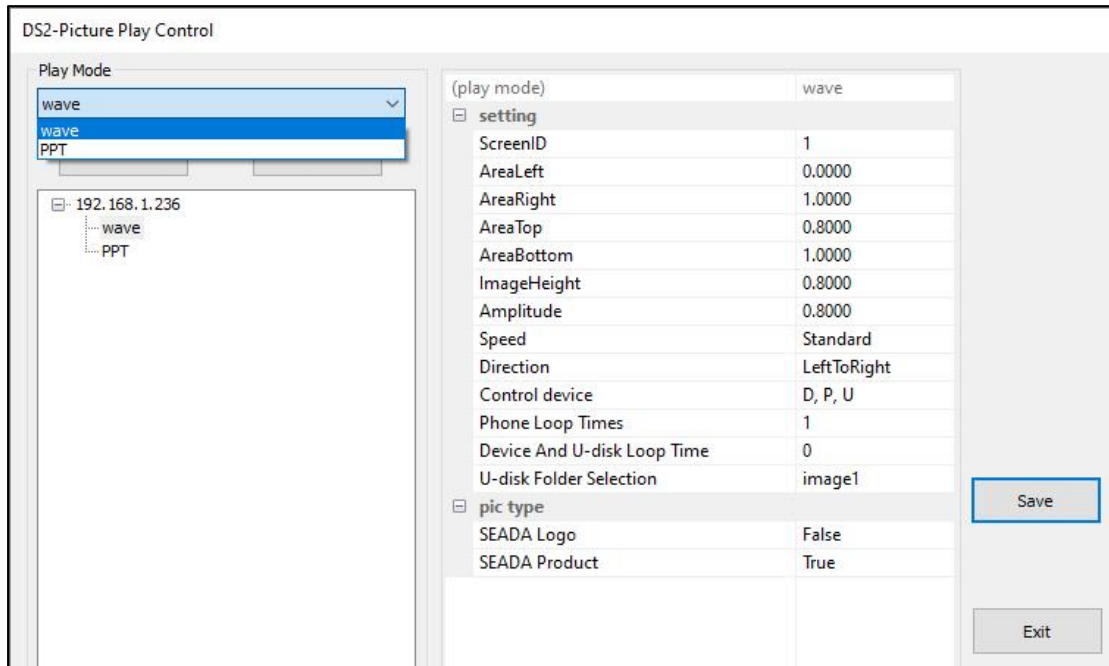 DS2-Picture Play Control
Play Mode
wave
wave
PPT
192.168.1.236
wave
PPT
(play mode) wave
setting
ScreenID 1
AreaLeft 0.0000
AreaRight 1.0000
AreaTop 0.8000
AreaBottom 1.0000
ImageHeight 0.8000
Amplitude 0.8000
Speed Standard
Direction LeftToRight
Control device D, P, U
Phone Loop Times 1
Device And U-disk Loop Time 0
U-disk Folder Selection image1
pic type
SEADA Logo False
SEADA Product True
Save
Exit